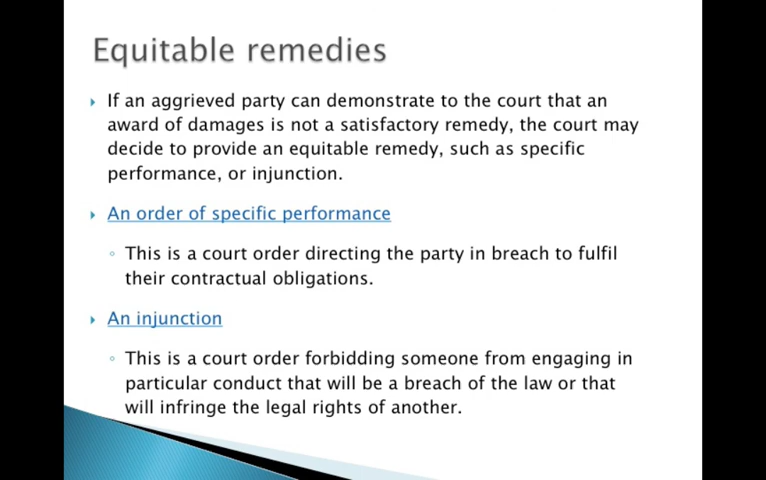 Equitable remedies
If an aggrieved party can demonstrate to the court that an
award of damages is not a satisfactory remedy, the court may
decide to provide an equitable remedy, such as specific
performance, or injunction.
An order of specific performance
This is a court order directing the party in breach to fulfil
their contractual obligations.
An injunction
This is a court order forbidding someone from engaging in
particular conduct that will be a breach of the law or that
will infringe the legal rights of another.